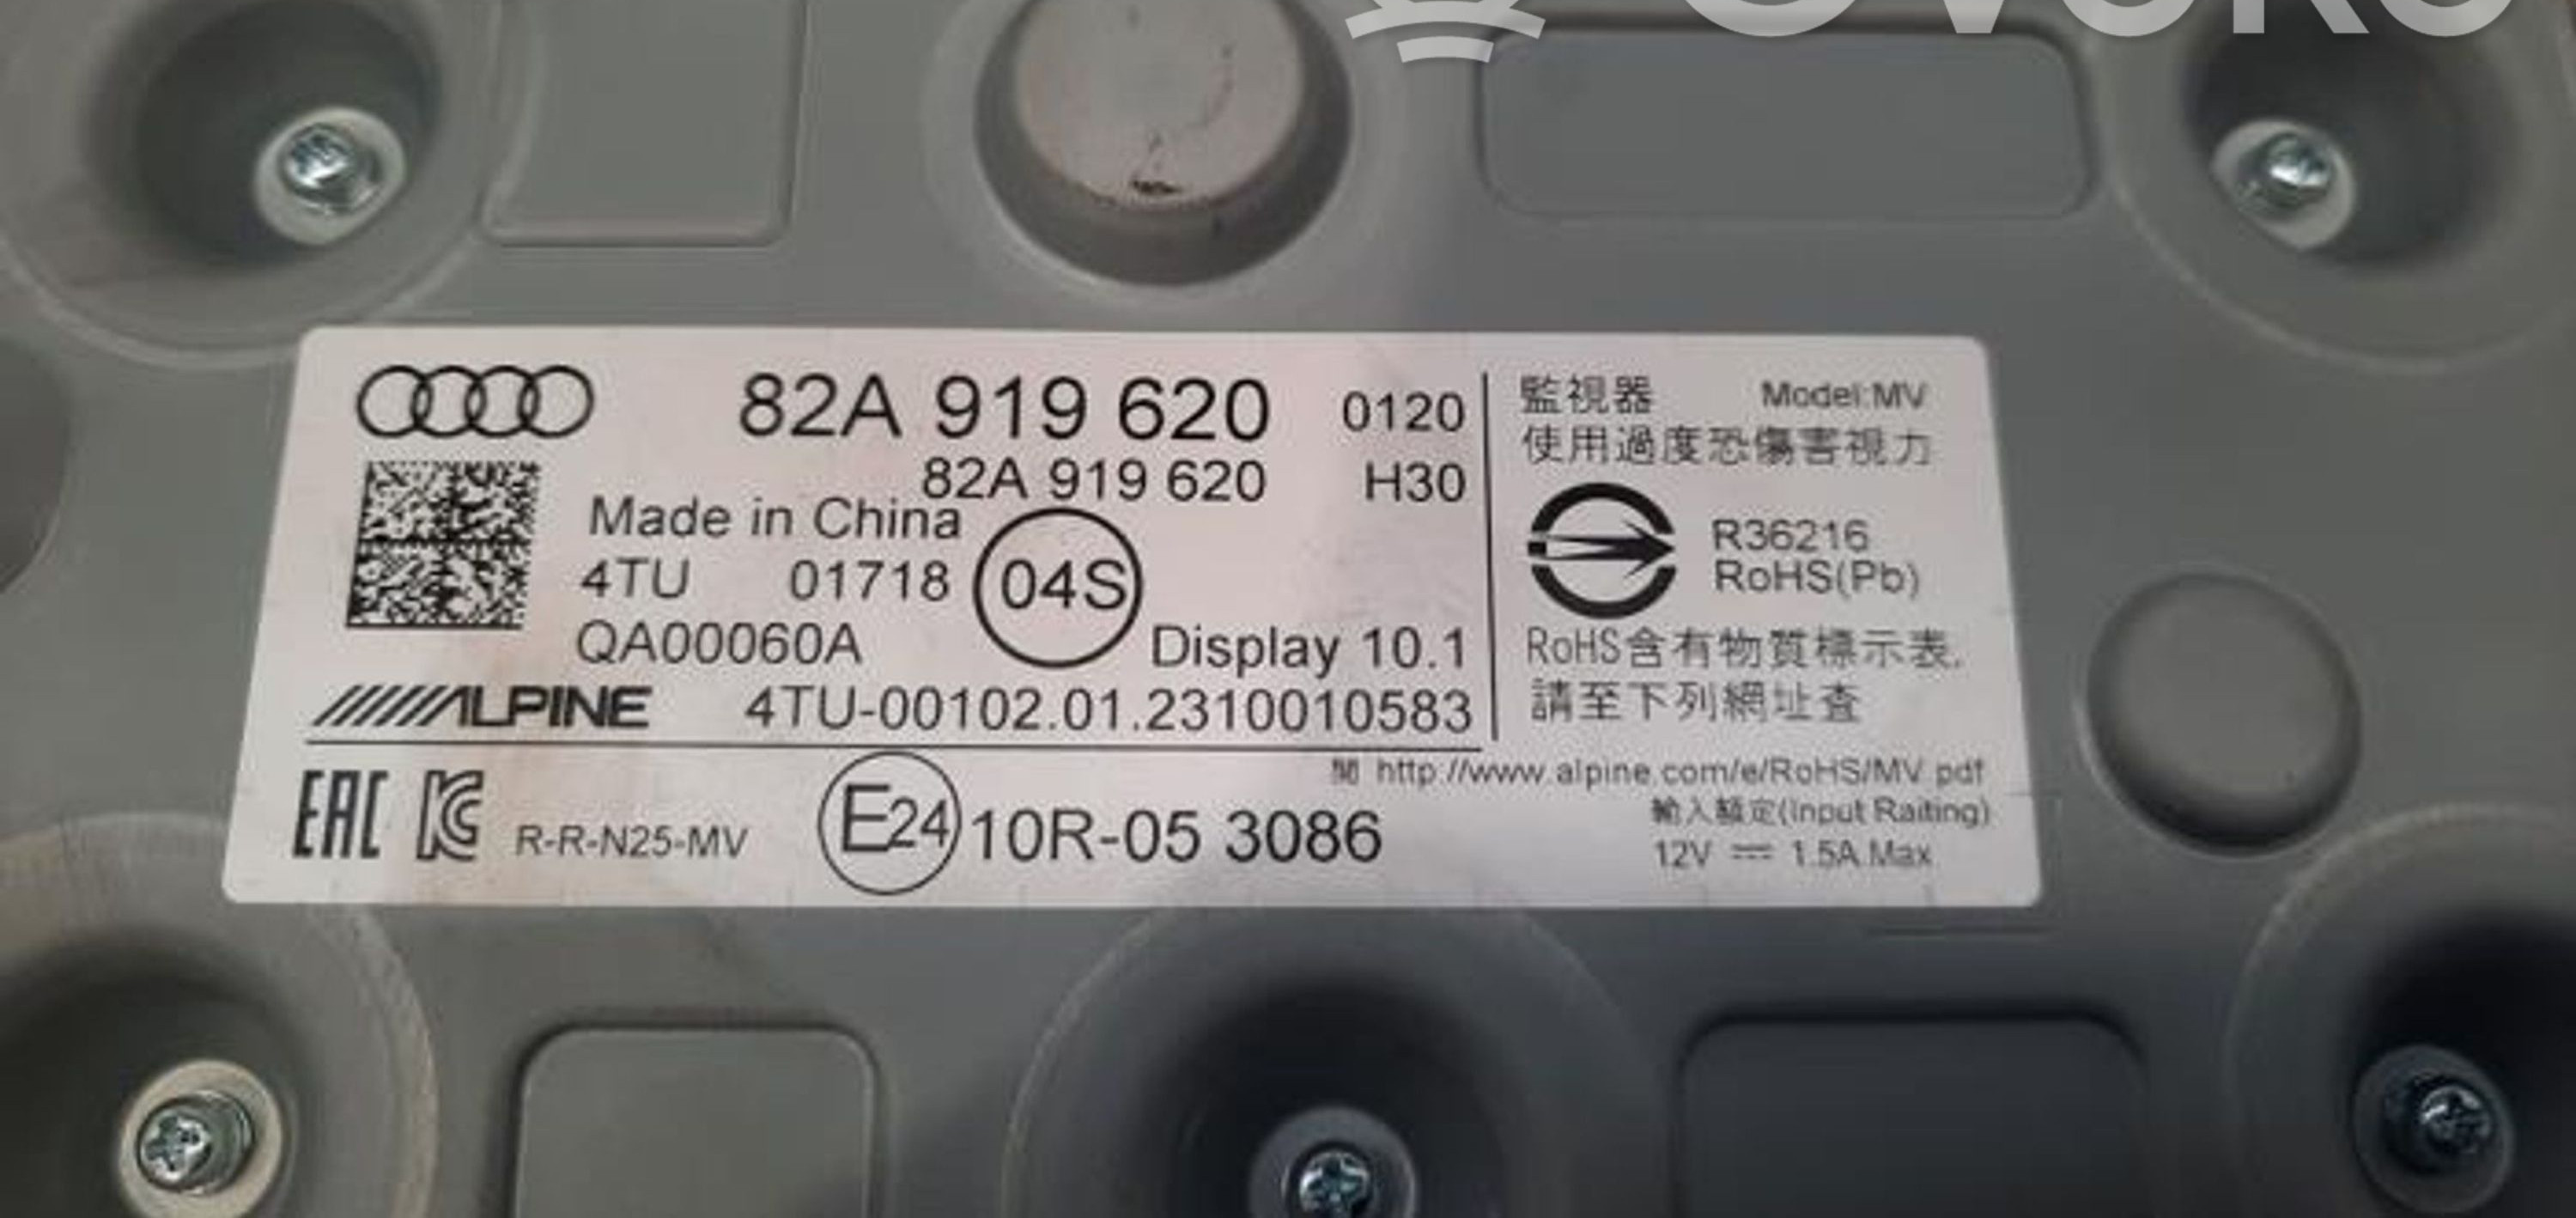 OVOKO
82A 919 620 0120
82A 919 620 H30
Made in China
4TU 01718 04S
QA00060A
Display 10.1
ALPINE 4TU-00102.01.2310010583
EAC KC R-R-N25-MV E24 10R-05 3086
監視器 Model:MV
使用過度恐傷害視力
R36216
RoHS(Pb)
RoHS含有物質標示表,
請至下列網址查
閱 http://www.alpine.com/e/RoHS/MV.pdf
輸入額定(Input Raiting)
12V ⎓ 1.5A Max